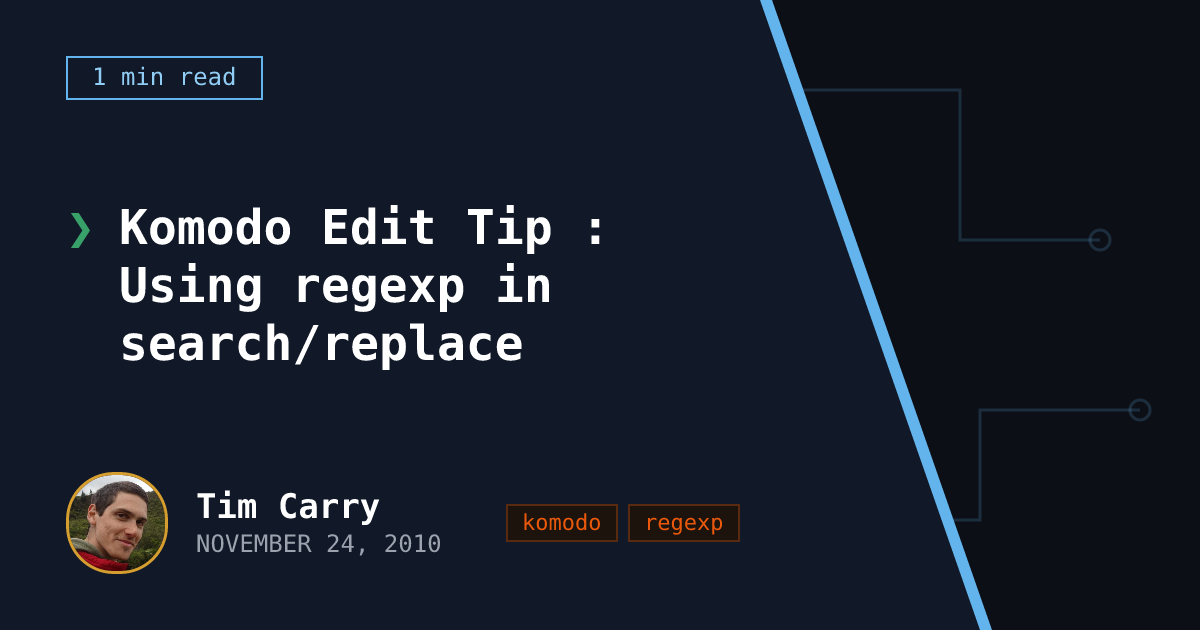 1 min read
❯ Komodo Edit Tip :
Using regexp in
search/replace
Tim Carry
NOVEMBER 24, 2010
komodo
regexp